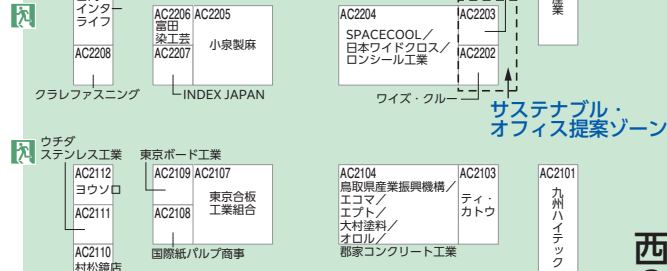 インター
ライフ
AC2208
クラレファスニング
AC2206
富田
染工芸
AC2207
AC2205
小泉製麻
INDEX JAPAN
AC2204
SPACECOOL／
日本ワイドクロス／
ロンシール工業
AC2203
AC2202
ワイズ・クルー
業
サステナブル・
オフィス提案ゾーン
ウチダ
ステンレス工業
AC2112
ヨウソロ
AC2111
AC2110
村松鏡店
東京ボード工業
AC2109
AC2108
国際紙パルプ商事
AC2107
東京合板
工業組合
AC2104
鳥取県産業振興機構／
エコマ／
エプト／
大村塗料／
オロル／
郡家コンクリート工業
AC2103
ティ・
カトウ
AC2101
九州ハイテック
西